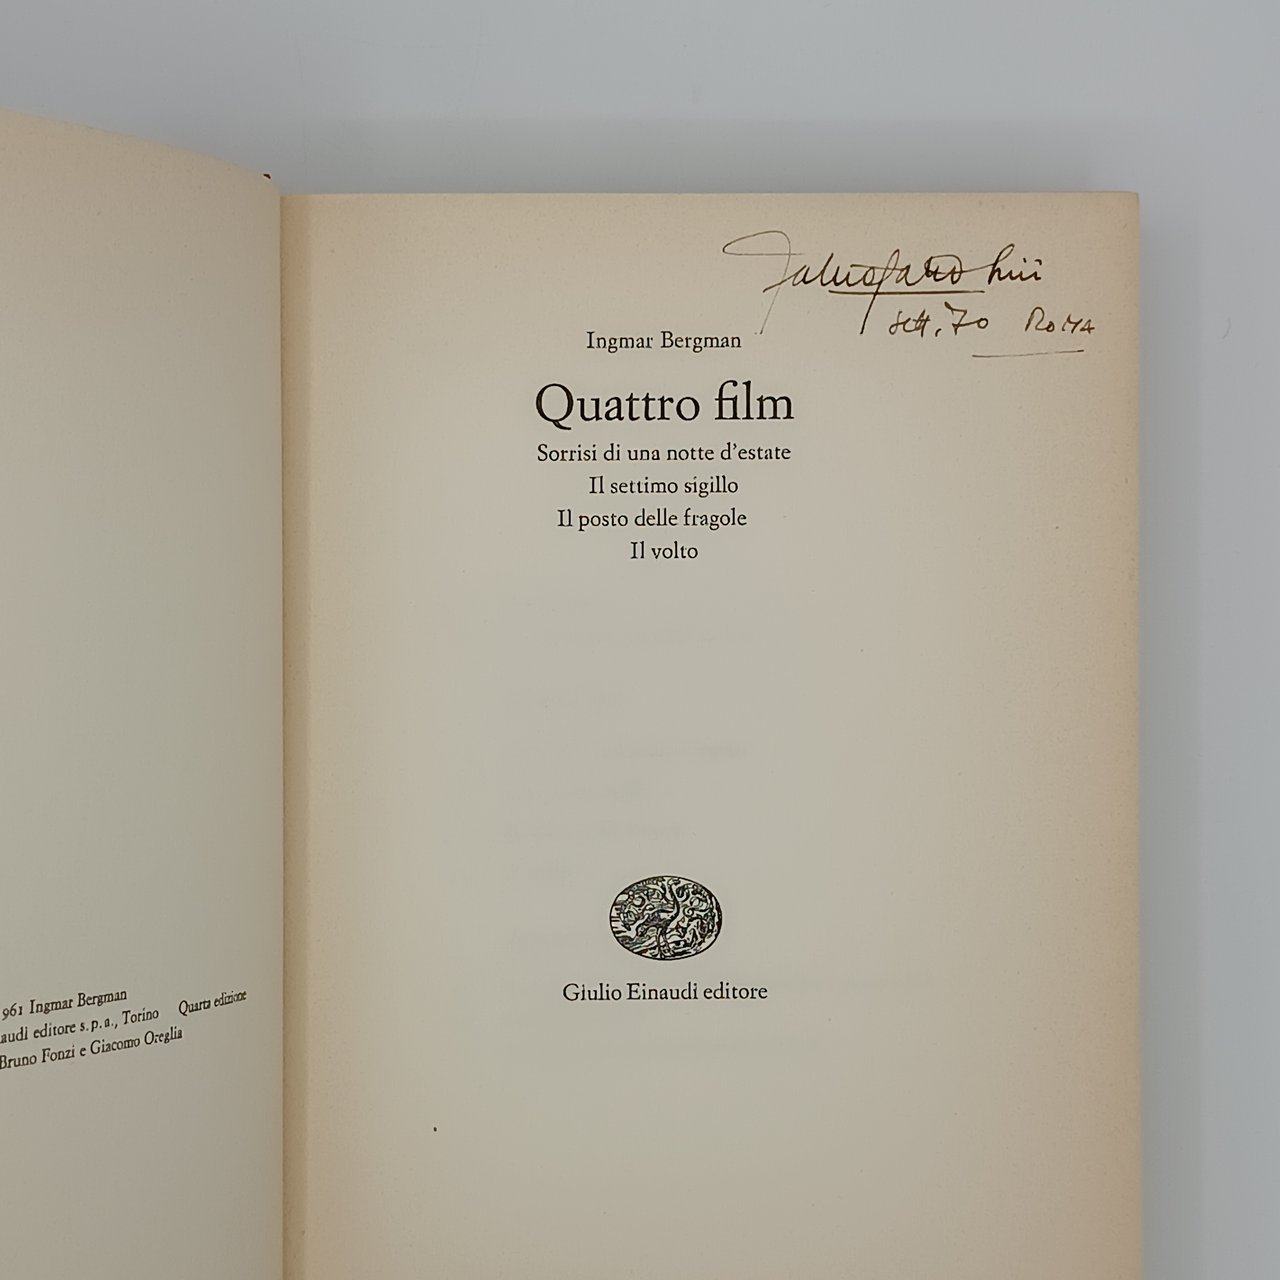 sett. 70 ROMA
Ingmar Bergman
Quattro film
Sorrisi di una notte d'estate
Il settimo sigillo
Il posto delle fragole
Il volto
Giulio Einaudi editore
961 Ingmar Bergman
audi editore s.p.a., Torino Quarta edizione
Bruno Fonzi e Giacomo Oreglia